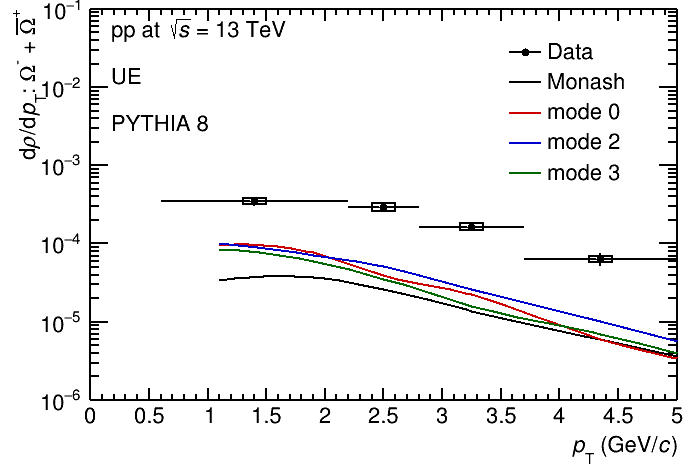 dρ/dp_T: Ω⁻ + Ω̅⁺
pp at √s = 13 TeV
UE
PYTHIA 8
Data
Monash
mode 0
mode 2
mode 3
10⁻¹
10⁻²
10⁻³
10⁻⁴
10⁻⁵
10⁻⁶
0 0.5 1 1.5 2 2.5 3 3.5 4 4.5 5
p_T (GeV/c)